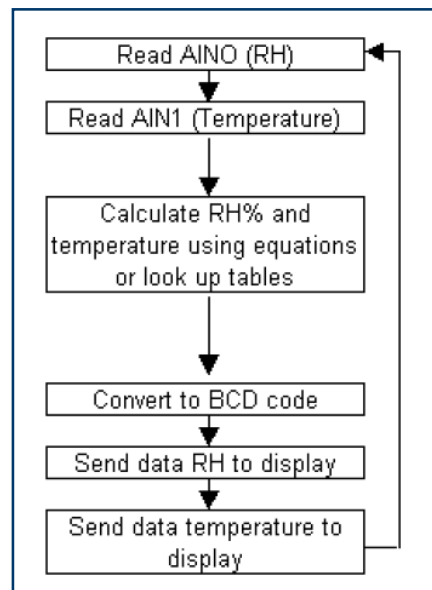 Read AINO (RH)
Read AIN1 (Temperature)
Calculate RH% and
temperature using equations
or look up tables
Convert to BCD code
Send data RH to display
Send data temperature to
display